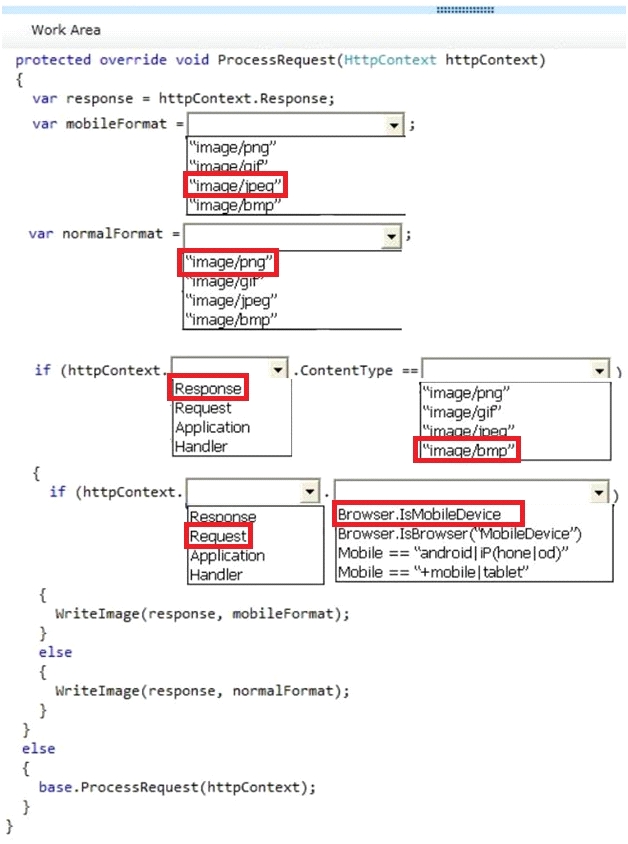 Work Area
protected override void ProcessRequest(HttpContext httpContext)
{
var response = httpContext.Response;
var mobileFormat = ;
"image/png"
"image/gif"
"image/jpeg"
"image/bmp"
var normalFormat = ;
"image/png"
"image/gif"
"image/jpeg"
"image/bmp"
if (httpContext. .ContentType == )
Response
Request
Application
Handler
"image/png"
"image/gif"
"image/jpeg"
"image/bmp"
{
if (httpContext. . )
Response
Request
Application
Handler
Browser.IsMobileDevice
Browser.IsBrowser("MobileDevice")
Mobile == "android|iP(hone|od)"
Mobile == "+mobile|tablet"
{
WriteImage(response, mobileFormat);
}
else
{
WriteImage(response, normalFormat);
}
}
else
{
base.ProcessRequest(httpContext);
}
}